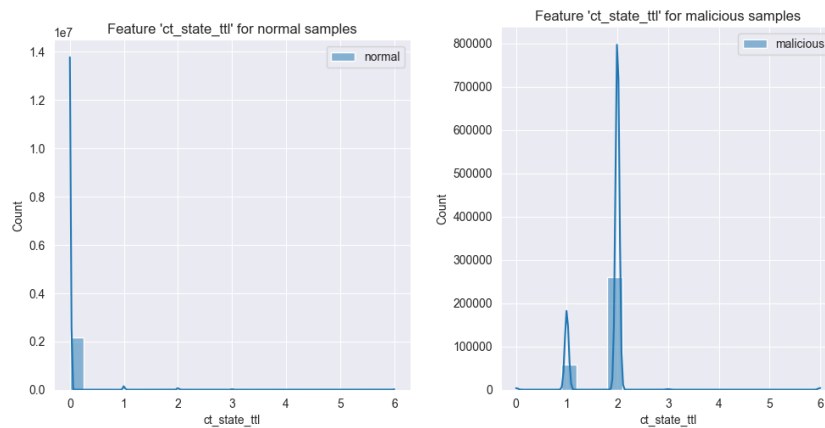 Feature 'ct_state_ttl' for normal samples
1e7
normal
1.4
1.2
1.0
0.8
0.6
0.4
0.2
0.0
Count
0 1 2 3 4 5 6
ct_state_ttl
Feature 'ct_state_ttl' for malicious samples
malicious
800000
700000
600000
500000
400000
300000
200000
100000
0
Count
0 1 2 3 4 5 6
ct_state_ttl